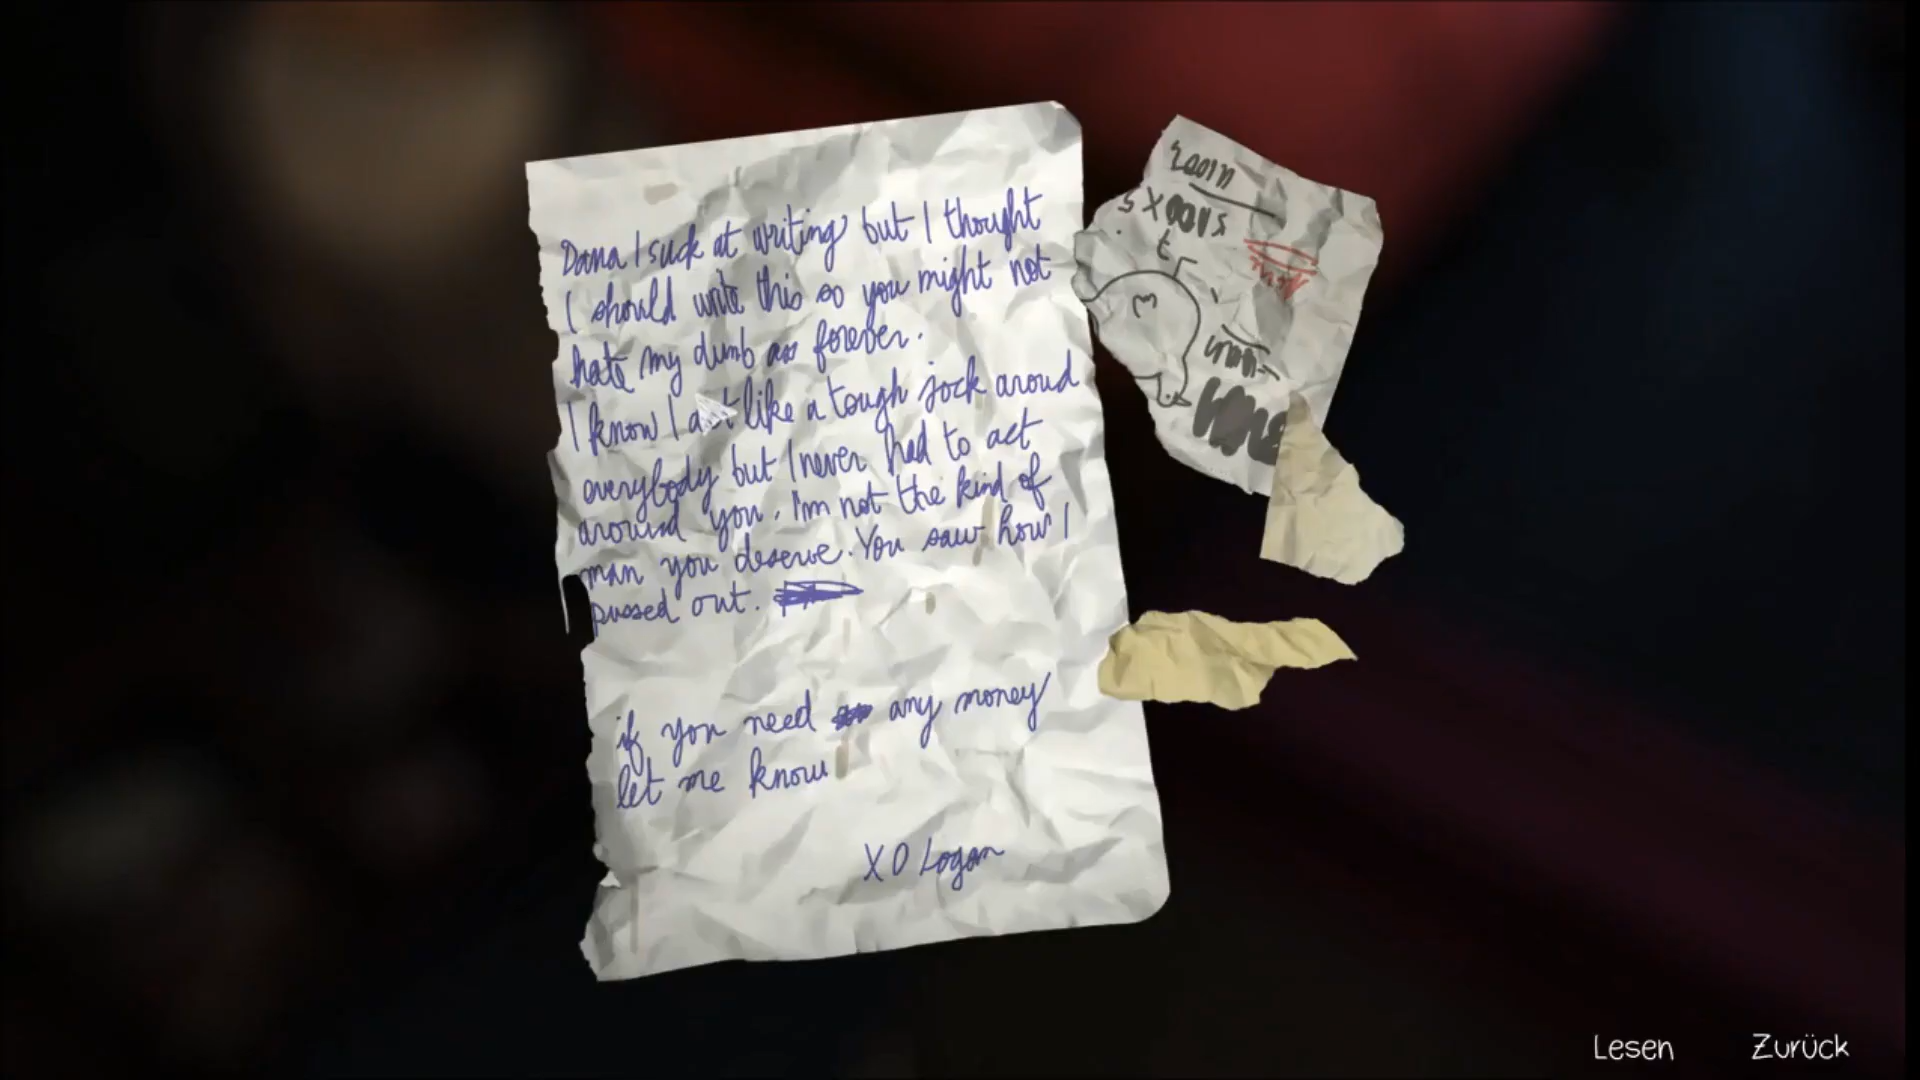 Dana I suck at writing but I thought
I should write this so you might not
hate my dumb ass forever.
I know I act like a tough jock aroud
everybody but I never had to act
around you. I'm not the kind of
man you deserve. You saw how I
passed out.
if you need any money
let me know
XO Logan
Lesen
Zurück